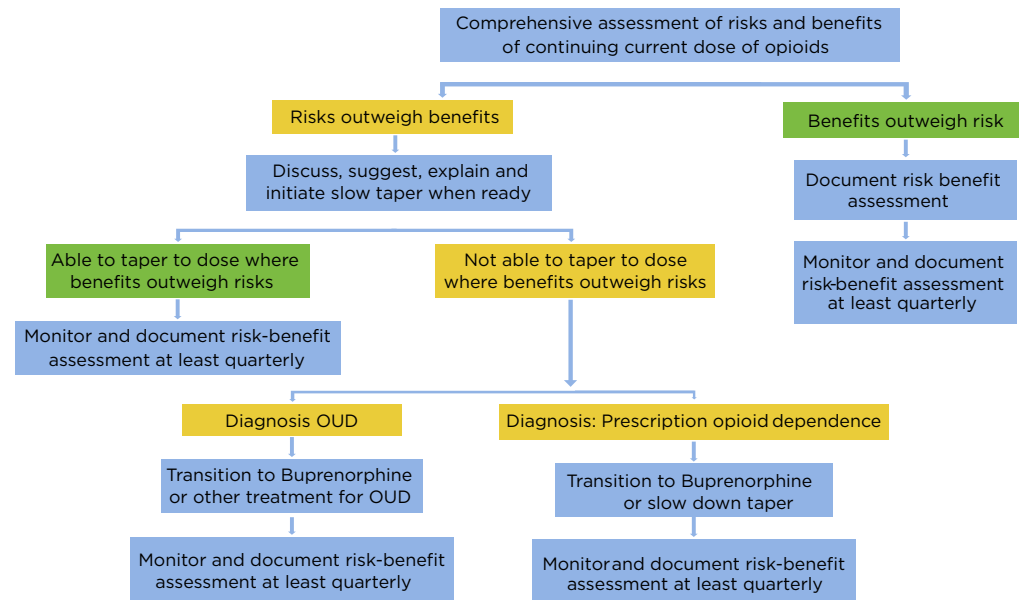 Comprehensive assessment of risks and benefits
of continuing current dose of opioids
Risks outweigh benefits
Benefits outweigh risk
Discuss, suggest, explain and
initiate slow taper when ready
Document risk benefit
assessment
Able to taper to dose where
benefits outweigh risks
Not able to taper to dose
where benefits outweigh risks
Monitor and document
risk-benefit assessment
at least quarterly
Monitor and document risk-benefit
assessment at least quarterly
Diagnosis OUD
Diagnosis: Prescription opioid dependence
Transition to Buprenorphine
or other treatment for OUD
Transition to Buprenorphine
or slow down taper
Monitor and document risk-benefit
assessment at least quarterly
Monitor and document risk-benefit
assessment at least quarterly